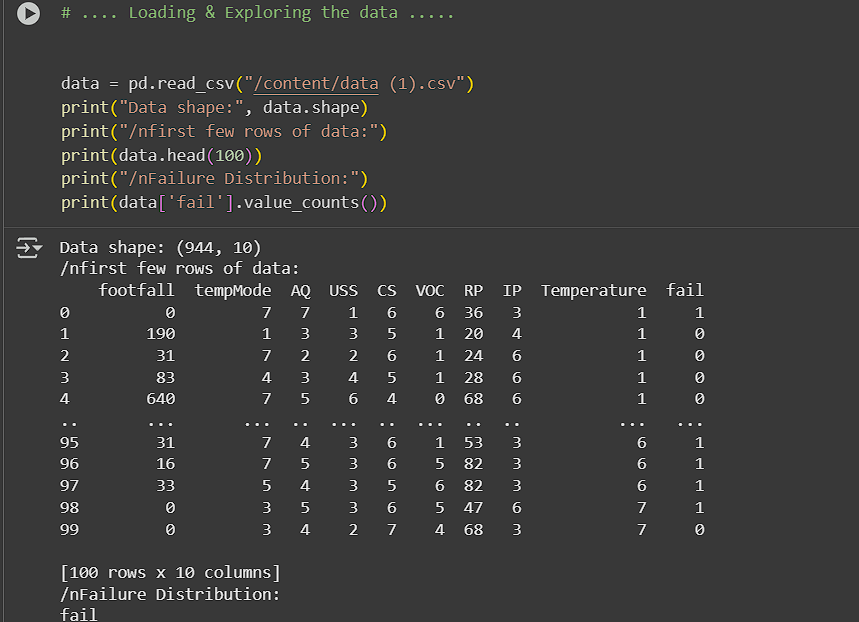 # .... Loading & Exploring the data .....
data = pd.read_csv("/content/data (1).csv")
print("Data shape:", data.shape)
print("/nfirst few rows of data:")
print(data.head(100))
print("/nFailure Distribution:")
print(data['fail'].value_counts())
Data shape: (944, 10)
/nfirst few rows of data:
    footfall  tempMode  AQ  USS  CS  VOC  RP  IP  Temperature  fail
0          0         7   7    1   6    6  36   3            1     1
1        190         1   3    3   5    1  20   4            1     0
2         31         7   2    2   6    1  24   6            1     0
3         83         4   3    4   5    1  28   6            1     0
4        640         7   5    6   4    0  68   6            1     0
..       ...       ...  ..  ...  ..  ...  ..  ..          ...   ...
95        31         7   4    3   6    1  53   3            6     1
96        16         7   5    3   6    5  82   3            6     1
97        33         5   4    3   5    6  82   3            6     1
98         0         3   5    3   6    5  47   6            7     1
99         0         3   4    2   7    4  68   3            7     0
[100 rows x 10 columns]
/nFailure Distribution:
fail